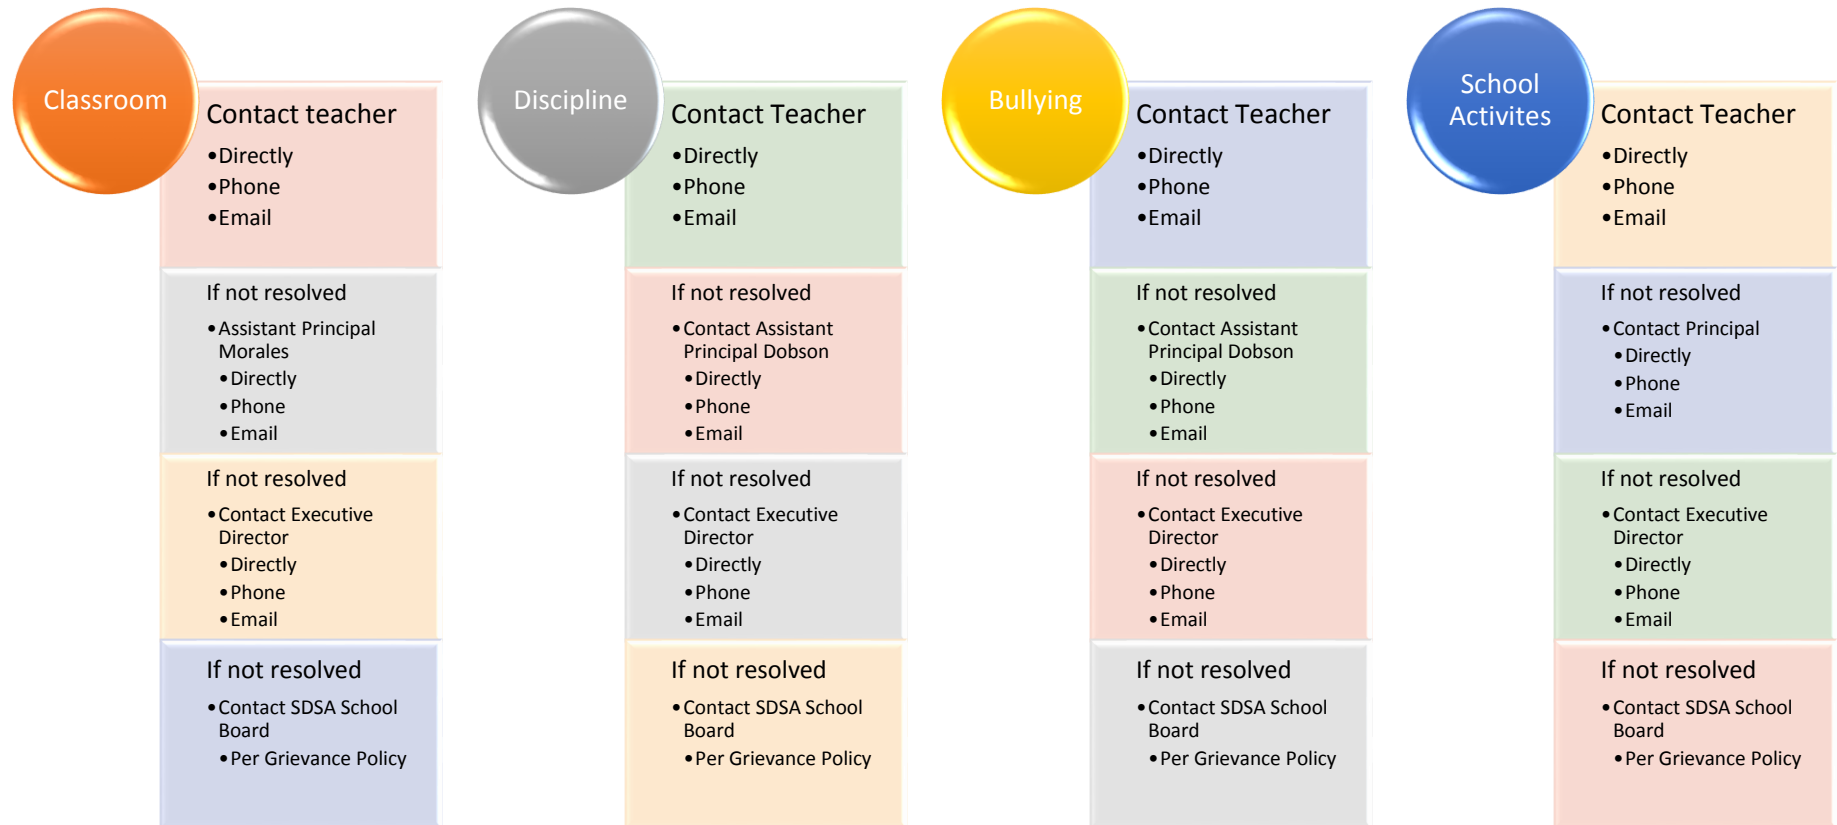 Classroom
Contact teacher
•Directly
•Phone
•Email
If not resolved
•Assistant Principal
Morales
•Directly
•Phone
•Email
If not resolved
•Contact Executive
Director
•Directly
•Phone
•Email
If not resolved
•Contact SDSA School
Board
•Per Grievance Policy
Discipline
Contact Teacher
•Directly
•Phone
•Email
If not resolved
•Contact Assistant
Principal Dobson
•Directly
•Phone
•Email
If not resolved
•Contact Executive
Director
•Directly
•Phone
•Email
If not resolved
•Contact SDSA School
Board
•Per Grievance Policy
Bullying
Contact Teacher
•Directly
•Phone
•Email
If not resolved
•Contact Assistant
Principal Dobson
•Directly
•Phone
•Email
If not resolved
•Contact Executive
Director
•Directly
•Phone
•Email
If not resolved
•Contact SDSA School
Board
•Per Grievance Policy
School
Activites
Contact Teacher
•Directly
•Phone
•Email
If not resolved
•Contact Principal
•Directly
•Phone
•Email
If not resolved
•Contact Executive
Director
•Directly
•Phone
•Email
If not resolved
•Contact SDSA School
Board
•Per Grievance Policy